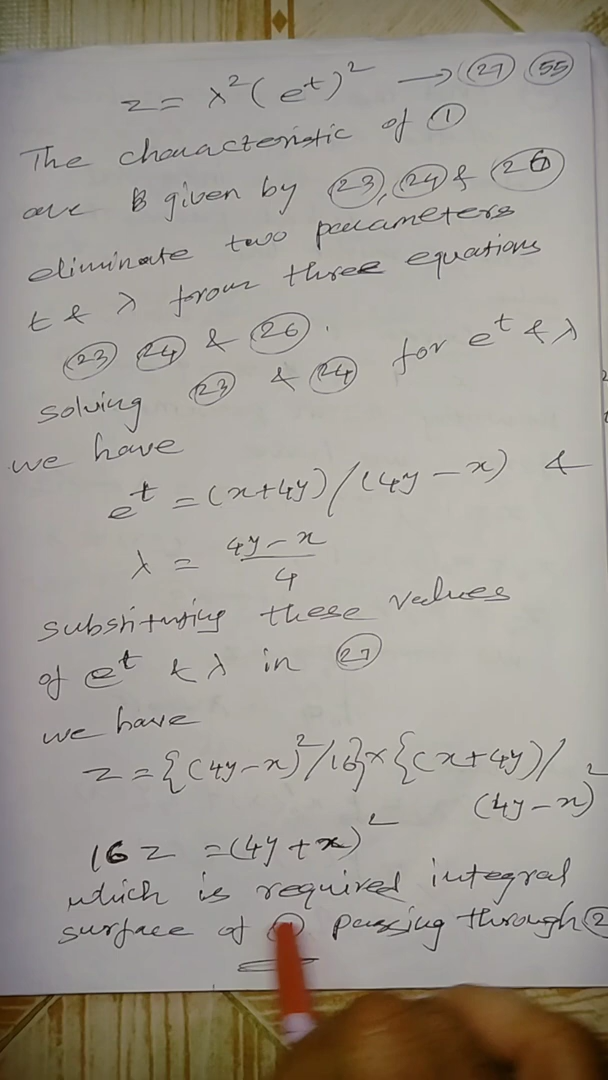 z = λ²(eᵗ)² → (27) (55)
The characteristic of (1)
are B given by (23), (24) & (26)
eliminate two parameters
t & λ from three equations
(23) (24) & (26).
solving (23) & (24) for eᵗ & λ
we have
eᵗ = (x+4y)/(4y-x) &
λ = (4y-x)/4
substituting these values
of eᵗ & λ in (27)
we have
z = {(4y-x)²/16} × {(x+4y)/
(4y-x)²
16z = (4y+x)²
which is required integral
surface of passing through (2)